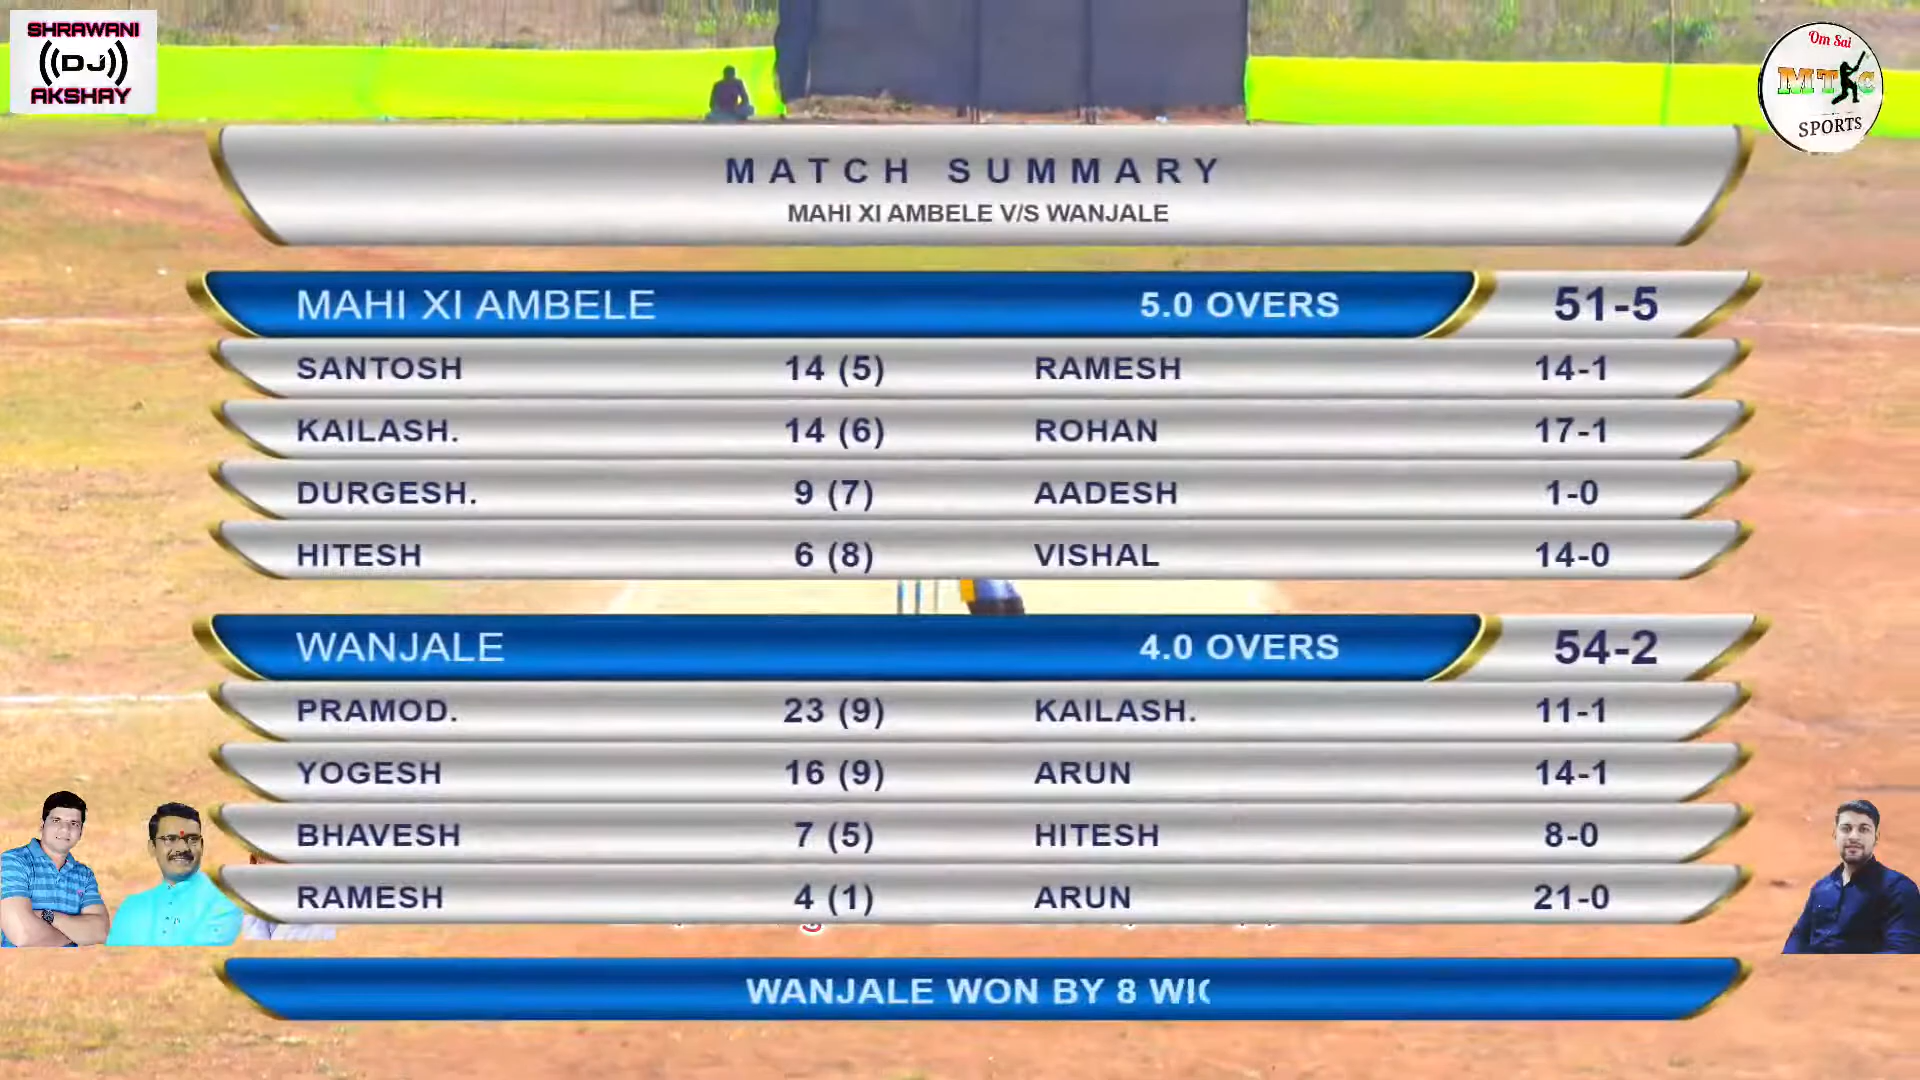 SHRAWANI
((DJ))
AKSHAY
Om Sai
MTCC
SPORTS
MATCH SUMMARY
MAHI XI AMBELE V/S WANJALE
MAHI XI AMBELE 5.0 OVERS 51-5
SANTOSH 14 (5) RAMESH 14-1
KAILASH. 14 (6) ROHAN 17-1
DURGESH. 9 (7) AADESH 1-0
HITESH 6 (8) VISHAL 14-0
WANJALE 4.0 OVERS 54-2
PRAMOD. 23 (9) KAILASH. 11-1
YOGESH 16 (9) ARUN 14-1
BHAVESH 7 (5) HITESH 8-0
RAMESH 4 (1) ARUN 21-0
WANJALE WON BY 8 WIC